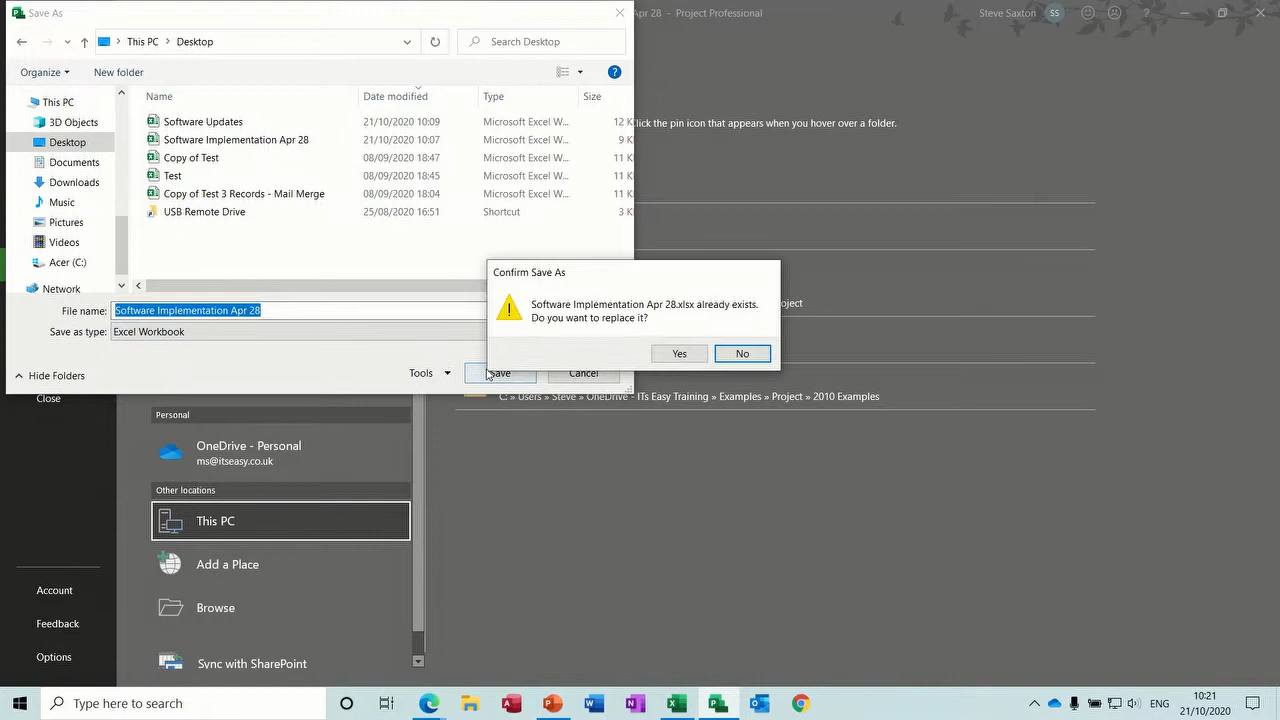 Save As
Apr 28 - Project Professional
Steve Saxton
SS
This PC
Desktop
Search Desktop
Organize
New folder
Name
Date modified
Type
Size
This PC
3D Objects
Desktop
Documents
Downloads
Music
Pictures
Videos
Acer (C:)
Network
Software Updates 21/10/2020 10:09 Microsoft Excel W... 12 K
Software Implementation Apr 28 21/10/2020 10:07 Microsoft Excel W... 9 K
Copy of Test 08/09/2020 18:47 Microsoft Excel W... 11 K
Test 08/09/2020 18:45 Microsoft Excel W... 11 K
Copy of Test 3 Records - Mail Merge 08/09/2020 18:04 Microsoft Excel W... 11 K
USB Remote Drive 25/08/2020 16:51 Shortcut 3 K
lick the pin icon that appears when you hover over a folder.
File name: Software Implementation Apr 28
Save as type: Excel Workbook
Confirm Save As
Software Implementation Apr 28.xlsx already exists.
Do you want to replace it?
Yes
No
oject
Hide Folders
Tools
Save
Cancel
Close
C: » Users » Steve » OneDrive - ITs Easy Training » Examples » Project » 2010 Examples
Personal
OneDrive - Personal
ms@itseasy.co.uk
Other locations
This PC
Add a Place
Browse
Sync with SharePoint
Account
Feedback
Options
Type here to search
ENG
10:21
21/10/2020